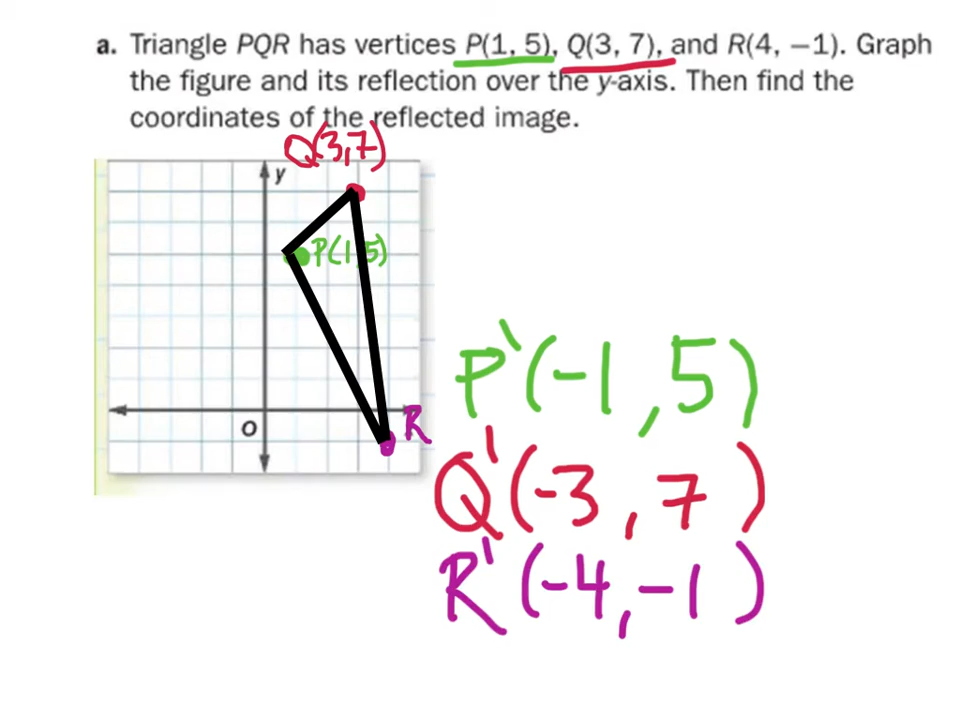 a. Triangle PQR has vertices P(1, 5), Q(3, 7), and R(4, −1). Graph
the figure and its reflection over the y-axis. Then find the
coordinates of the reflected image.
Q(3,7)
y
P(1,5)
R
O
P'(-1,5)
Q'(-3,7)
R'(-4,-1)